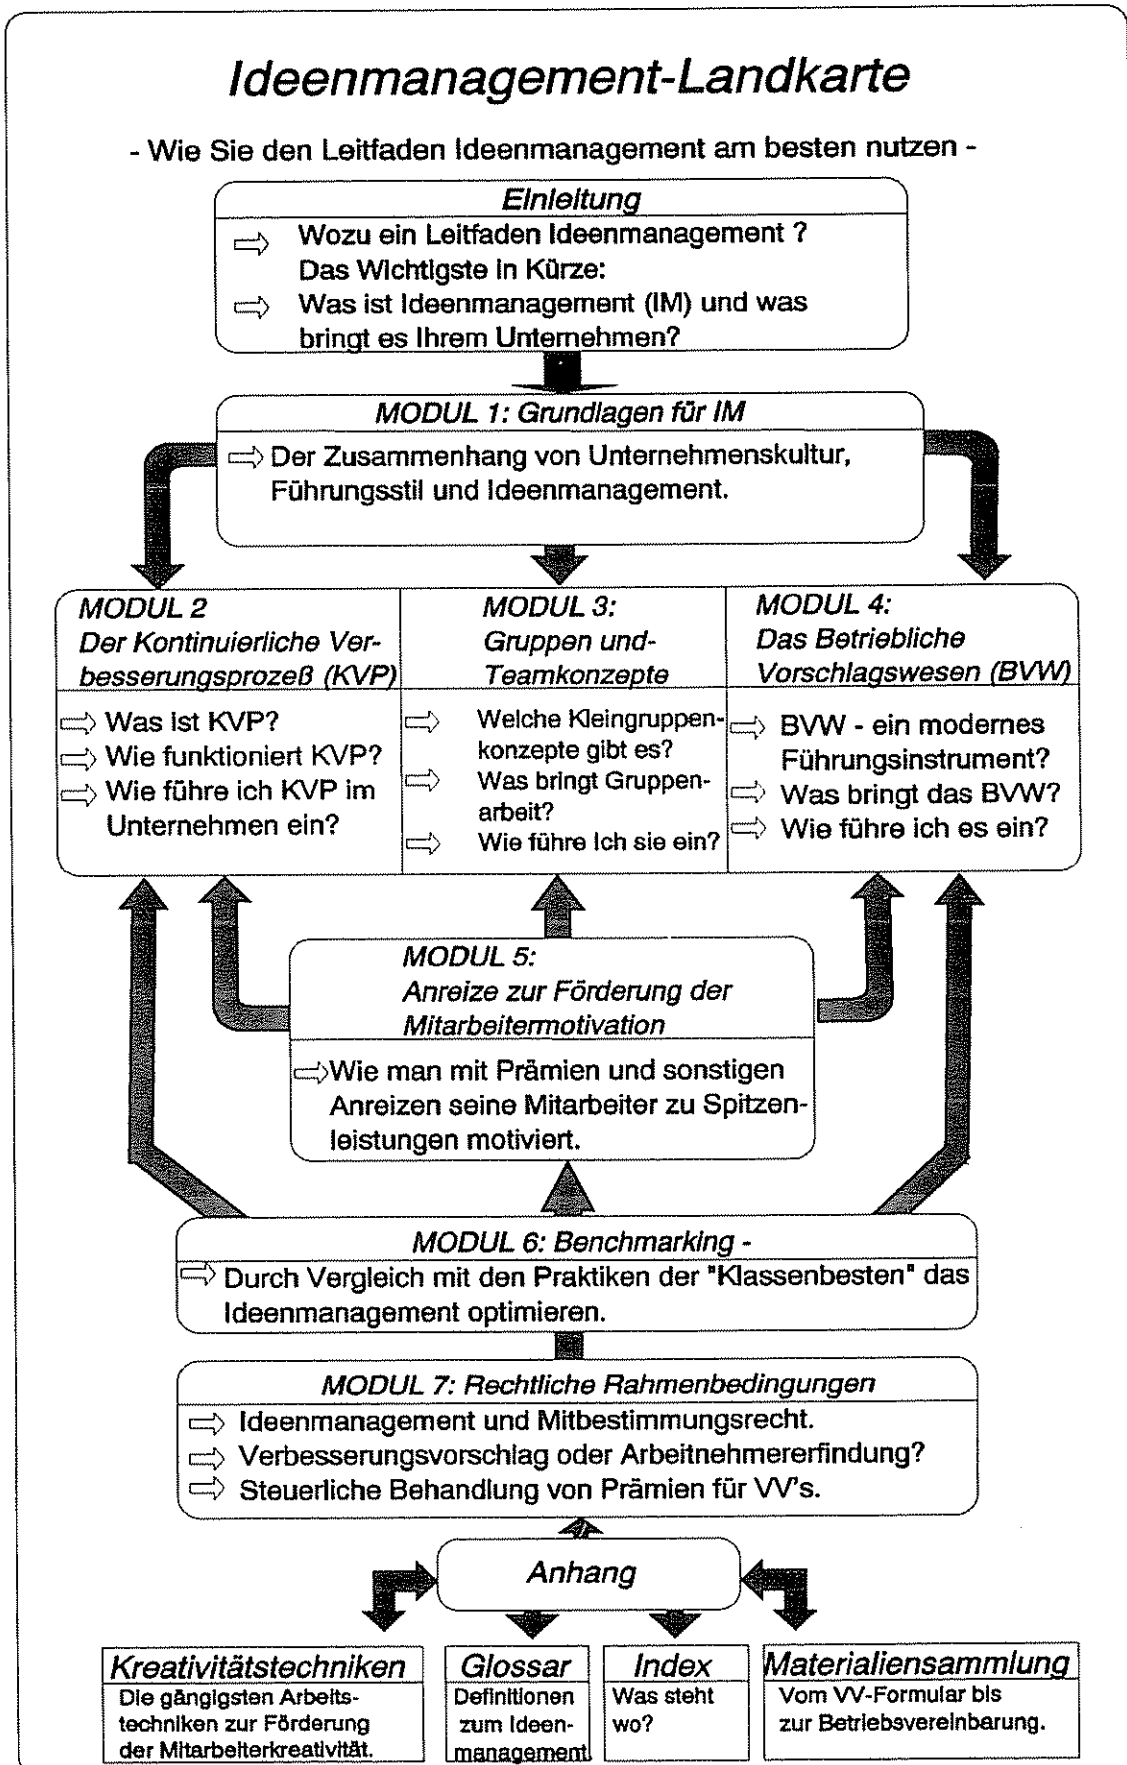 Ideenmanagement-Landkarte
- Wie Sie den Leitfaden Ideenmanagement am besten nutzen -
Einleitung
Wozu ein Leitfaden Ideenmanagement ?
Das Wichtigste in Kürze:
Was ist Ideenmanagement (IM) und was
bringt es Ihrem Unternehmen?
MODUL 1: Grundlagen für IM
Der Zusammenhang von Unternehmenskultur,
Führungsstil und Ideenmanagement.
MODUL 2
Der Kontinuierliche Ver-
besserungsprozeß (KVP)
Was ist KVP?
Wie funktioniert KVP?
Wie führe ich KVP im
Unternehmen ein?
MODUL 3:
Gruppen und-
Teamkonzepte
Welche Kleingruppen-
konzepte gibt es?
Was bringt Gruppen-
arbeit?
Wie führe ich sie ein?
MODUL 4:
Das Betriebliche
Vorschlagswesen (BVW)
BVW - ein modernes
Führungsinstrument?
Was bringt das BVW?
Wie führe ich es ein?
MODUL 5:
Anreize zur Förderung der
Mitarbeitermotivation
Wie man mit Prämien und sonstigen
Anreizen seine Mitarbeiter zu Spitzen-
leistungen motiviert.
MODUL 6: Benchmarking -
Durch Vergleich mit den Praktiken der "Klassenbesten" das
Ideenmanagement optimieren.
MODUL 7: Rechtliche Rahmenbedingungen
Ideenmanagement und Mitbestimmungsrecht.
Verbesserungsvorschlag oder Arbeitnehmererfindung?
Steuerliche Behandlung von Prämien für VV's.
Anhang
Kreativitätstechniken
Die gängigsten Arbeits-
techniken zur Förderung
der Mitarbeiterkreativität.
Glossar
Definitionen
zum Ideen-
management
Index
Was steht
wo?
Materialiensammlung
Vom VV-Formular bis
zur Betriebsvereinbarung.